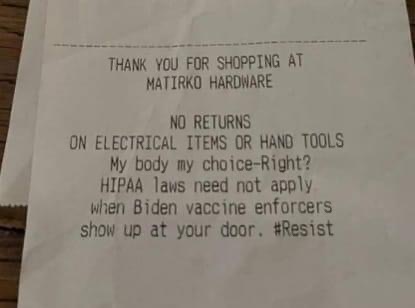 THANK YOU FOR SHOPPING AT
MATIRKO HARDWARE
NO RETURNS
ON ELECTRICAL ITEMS OR HAND TOOLS
My body my choice-Right?
HIPAA laws need not apply
when Biden vaccine enforcers
show up at your door. #Resist